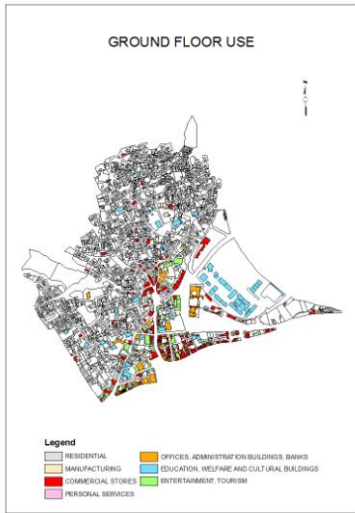 GROUND FLOOR USE
N
Legend
RESIDENTIAL
MANUFACTURING
COMMERCIAL STORES
PERSONAL SERVICES
OFFICES, ADMINISTRATION BUILDINGS, BANKS
EDUCATION, WELFARE AND CULTURAL BUILDINGS
ENTERTAINMENT, TOURISM